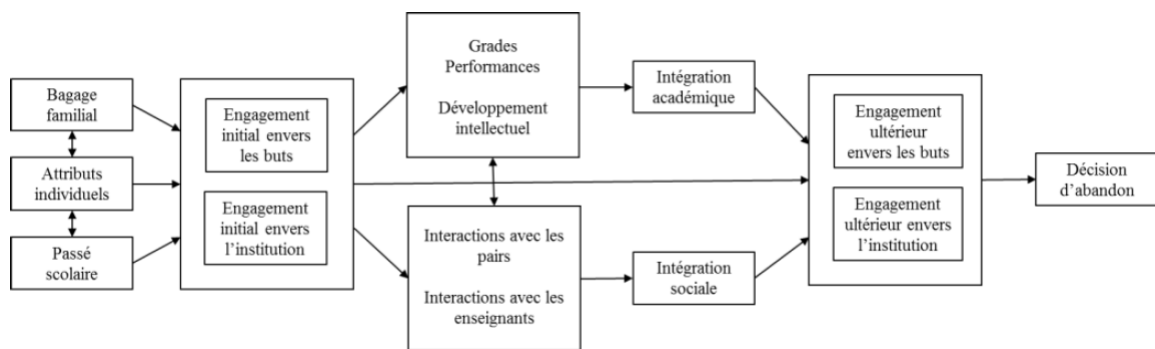 Bagage
familial
Attributs
individuels
Passé
scolaire
Engagement
initial envers
les buts
Engagement
initial envers
l’institution
Grades
Performances
Développement
intellectuel
Interactions avec les
pairs
Interactions avec les
enseignants
Intégration
académique
Intégration
sociale
Engagement
ultérieur
envers les buts
Engagement
ultérieur envers
l’institution
Décision
d’abandon